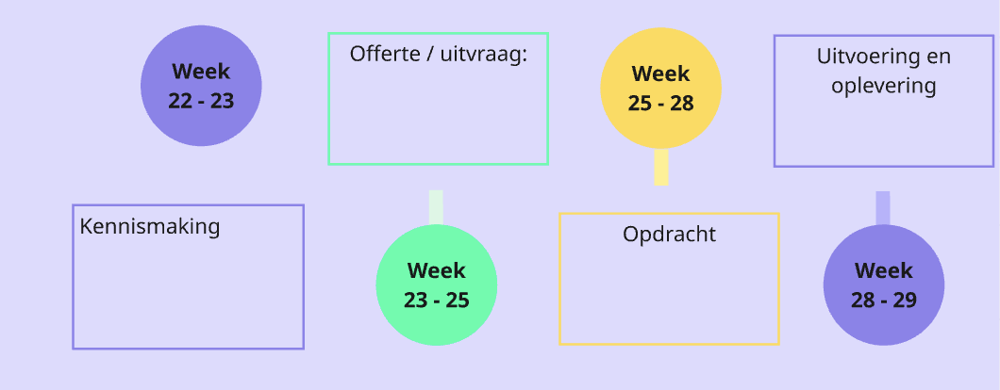 Week
22 - 23
Kennismaking
Offerte / uitvraag:
Week
23 - 25
Week
25 - 28
Opdracht
Uitvoering en
oplevering
Week
28 - 29